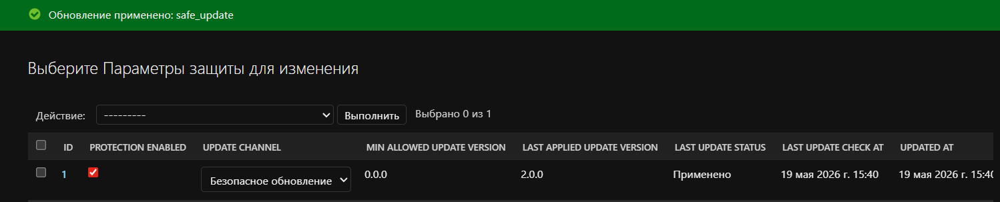 Обновление применено: safe_update
Выберите Параметры защиты для изменения
Действие: --------- Выполнить Выбрано 0 из 1
ID PROTECTION ENABLED UPDATE CHANNEL MIN ALLOWED UPDATE VERSION LAST APPLIED UPDATE VERSION LAST UPDATE STATUS LAST UPDATE CHECK AT UPDATED AT
1 Безопасное обновление 0.0.0 2.0.0 Применено 19 мая 2026 г. 15:40 19 мая 2026 г. 15:40